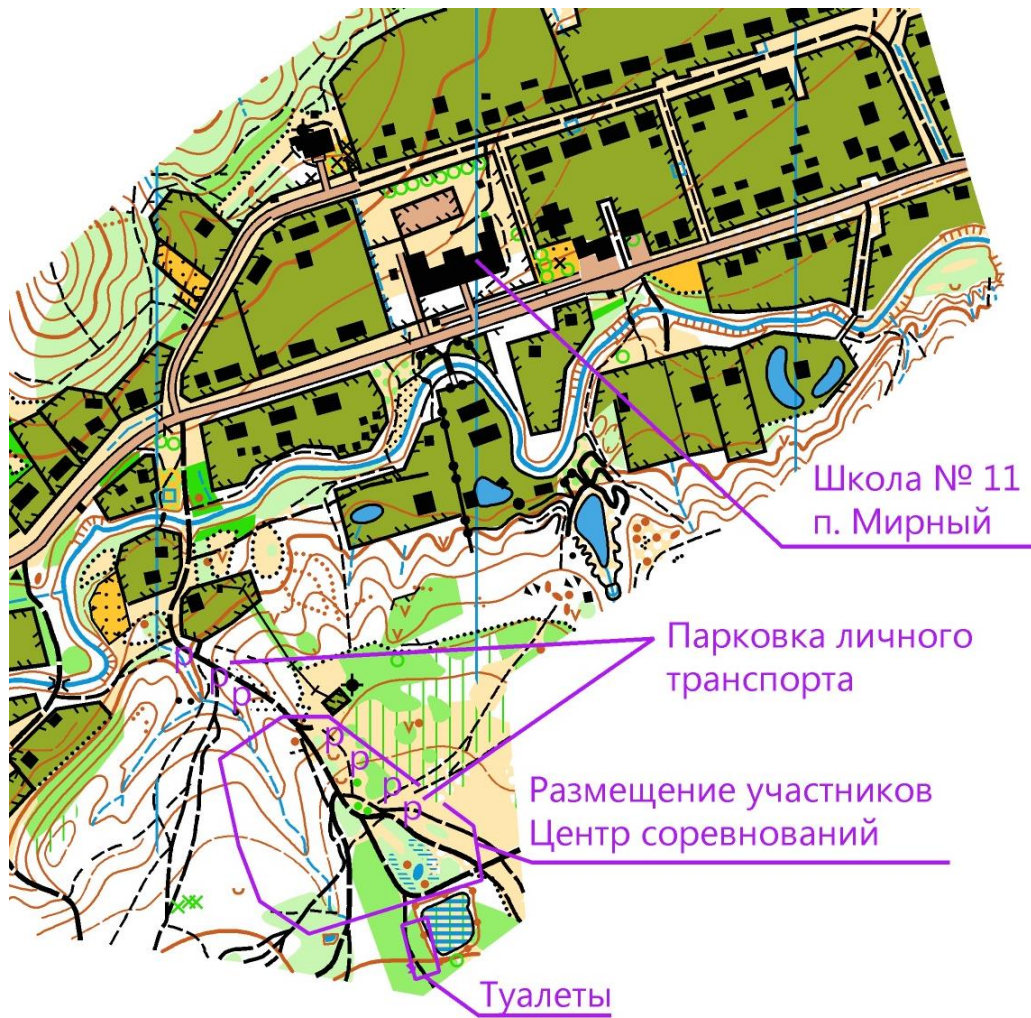 Школа № 11
п. Мирный
Парковка личного
транспорта
р
р
р
р
р
р
р
Размещение участников
Центр соревнований
Туалеты